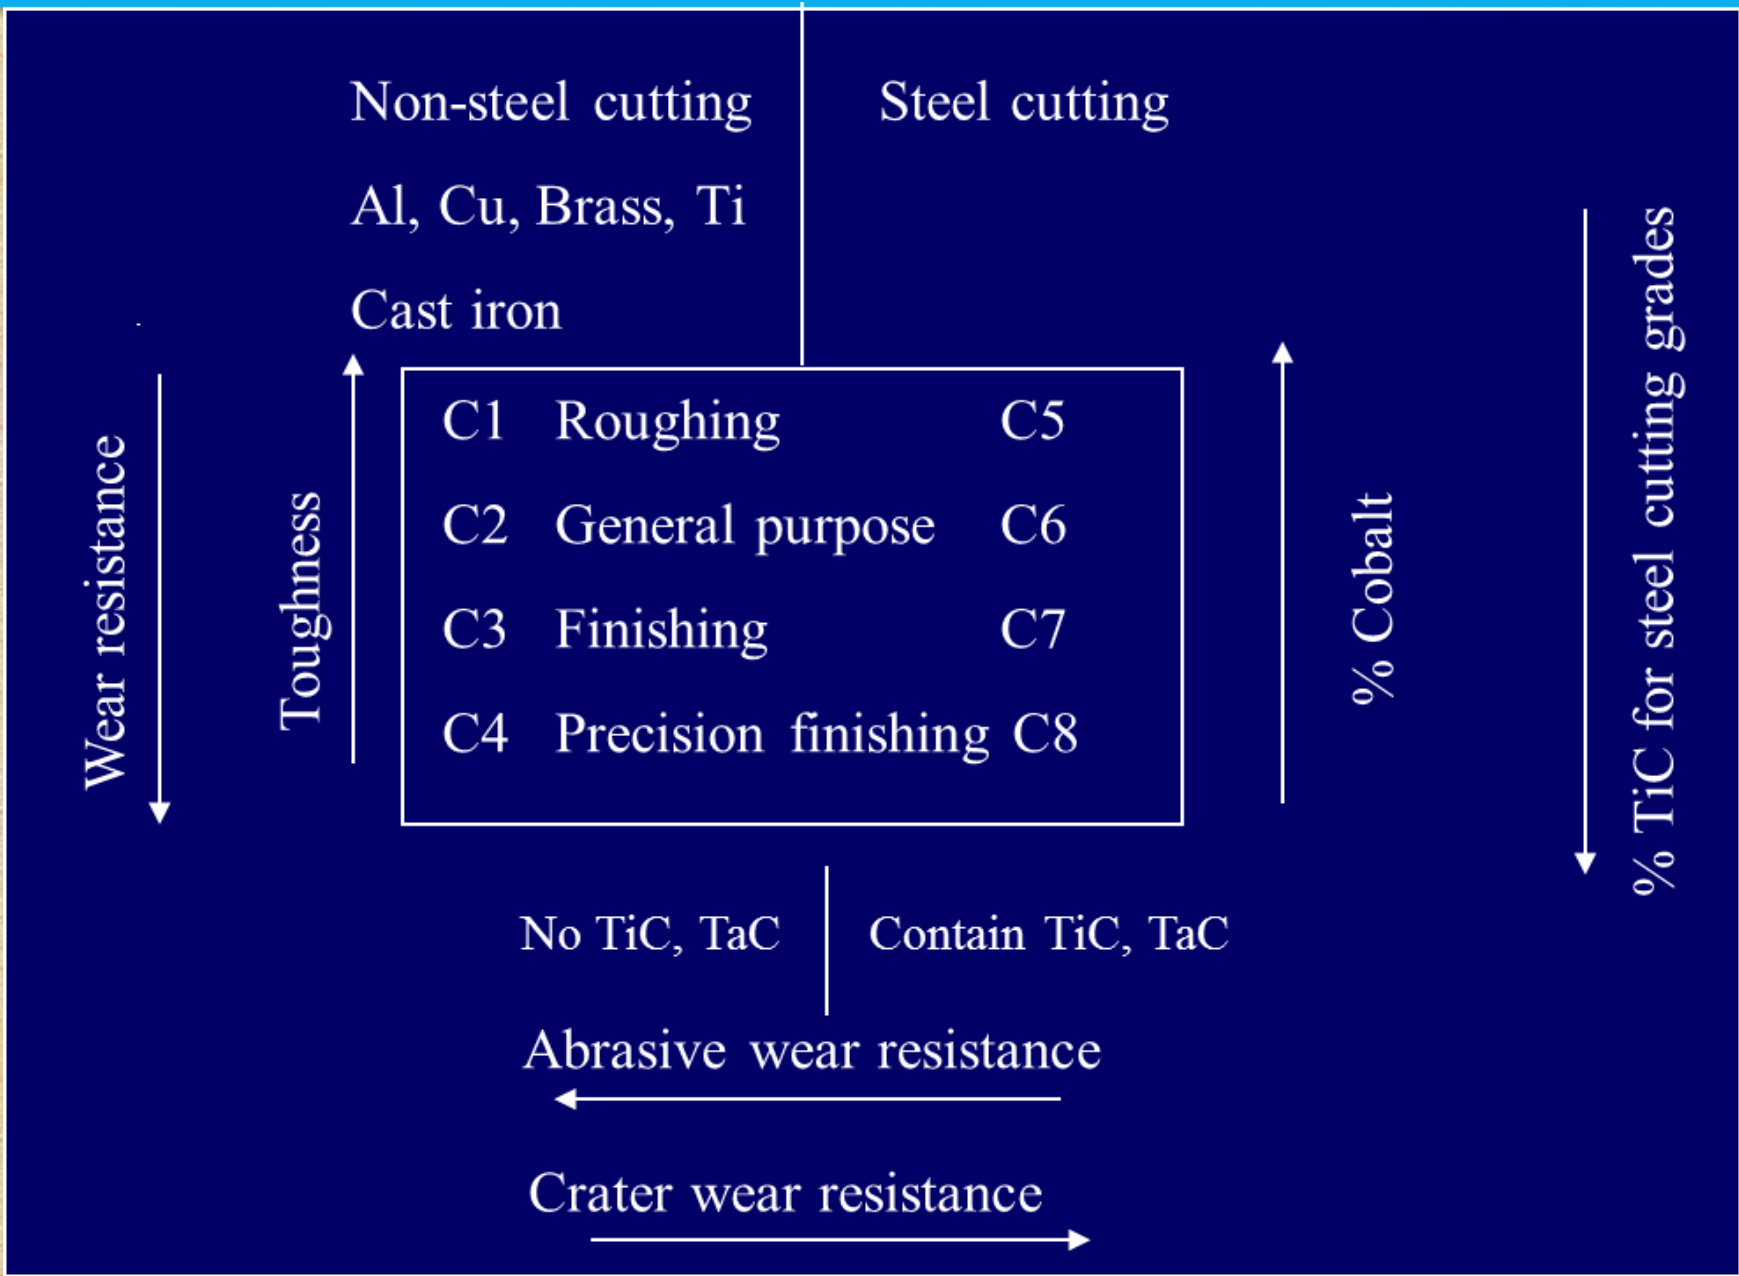 Non-steel cutting
Steel cutting
Al, Cu, Brass, Ti
Cast iron
Wear resistance
Toughness
C1 Roughing C5
C2 General purpose C6
C3 Finishing C7
C4 Precision finishing C8
% Cobalt
% TiC for steel cutting grades
No TiC, TaC
Contain TiC, TaC
Abrasive wear resistance
Crater wear resistance